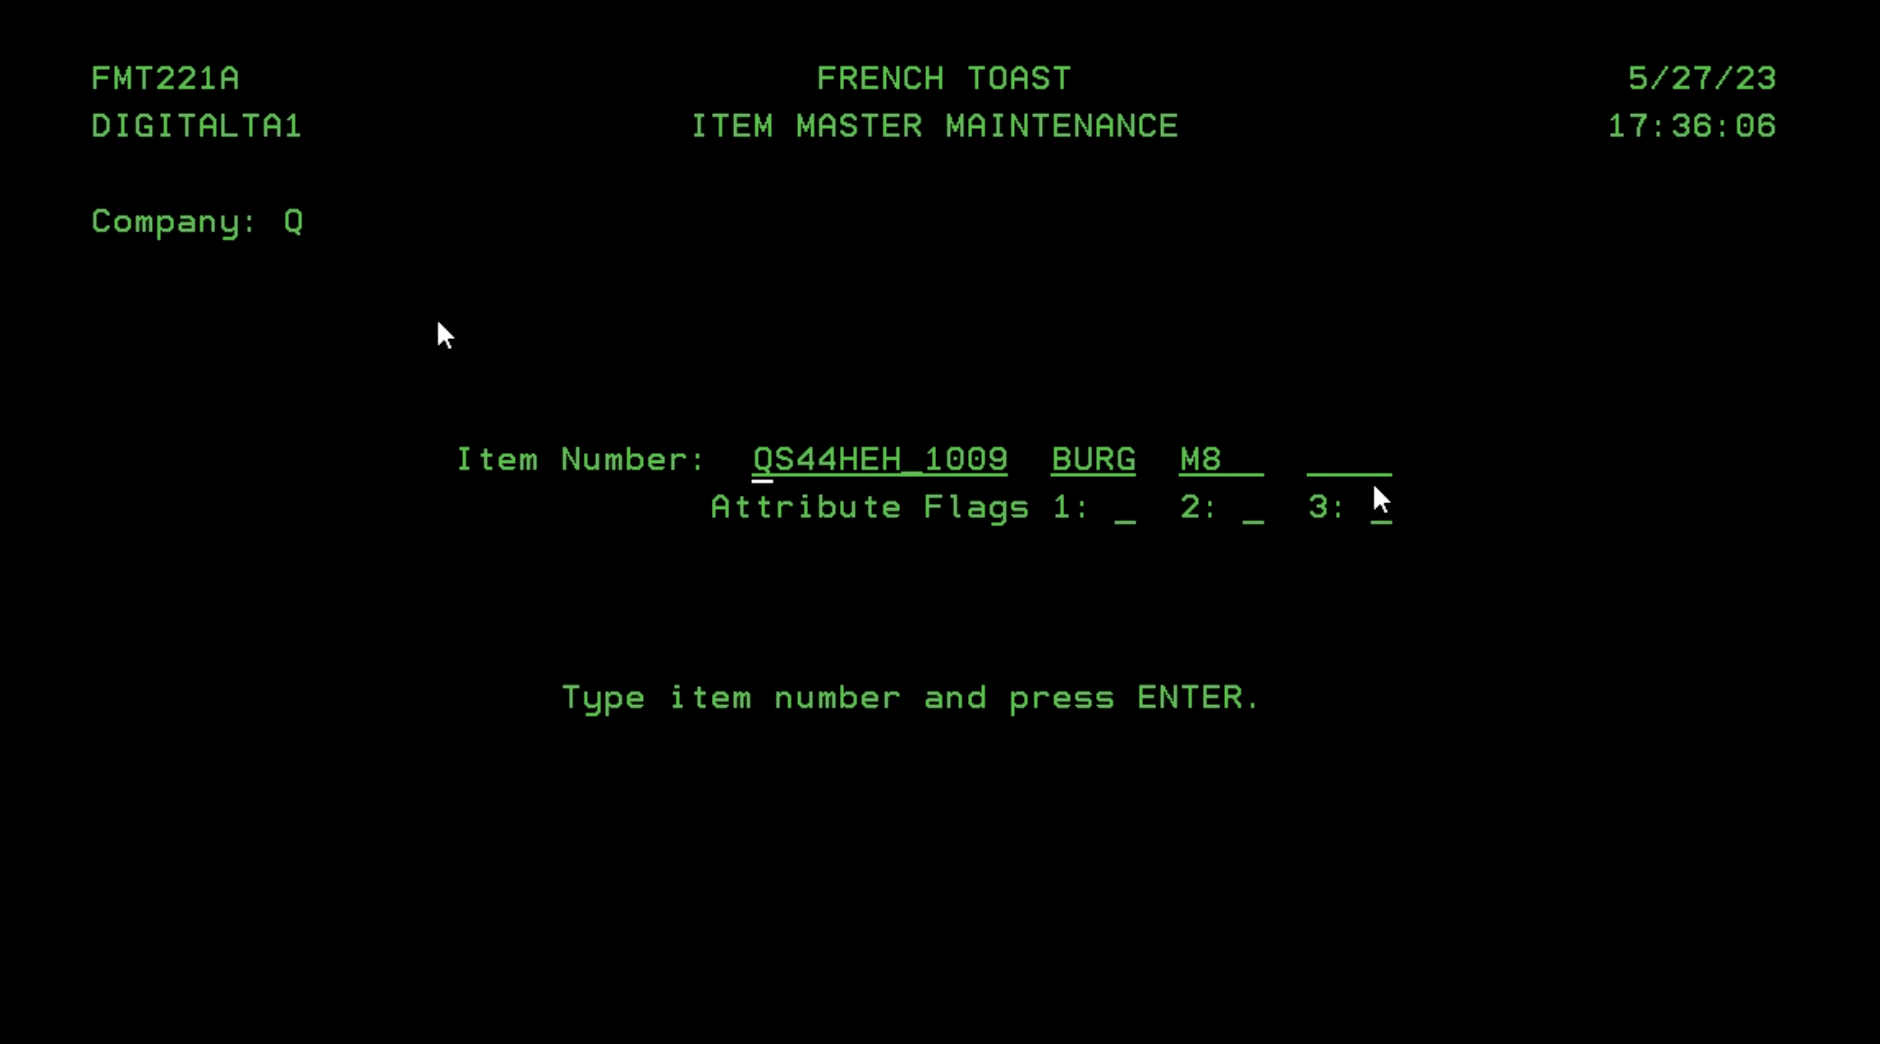 FMT221A FRENCH TOAST 5/27/23
DIGITALTA1 ITEM MASTER MAINTENANCE 17:36:06
Company: Q
Item Number: QS44HEH_1009 BURG M8
Attribute Flags 1: _ 2: _ 3: _
Type item number and press ENTER.